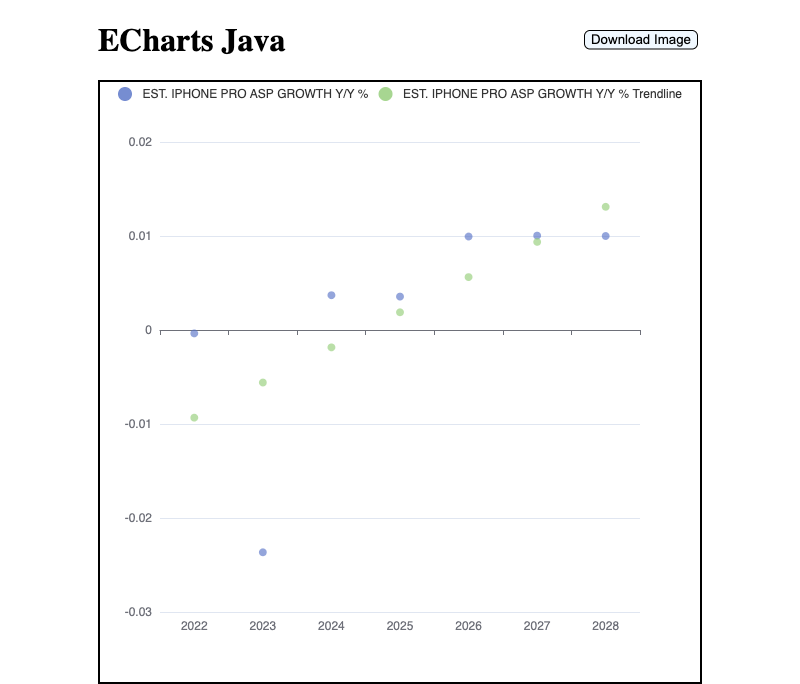 ECharts Java
Download Image
EST. IPHONE PRO ASP GROWTH Y/Y % EST. IPHONE PRO ASP GROWTH Y/Y % Trendline
0.02
0.01
0
-0.01
-0.02
-0.03
2022 2023 2024 2025 2026 2027 2028